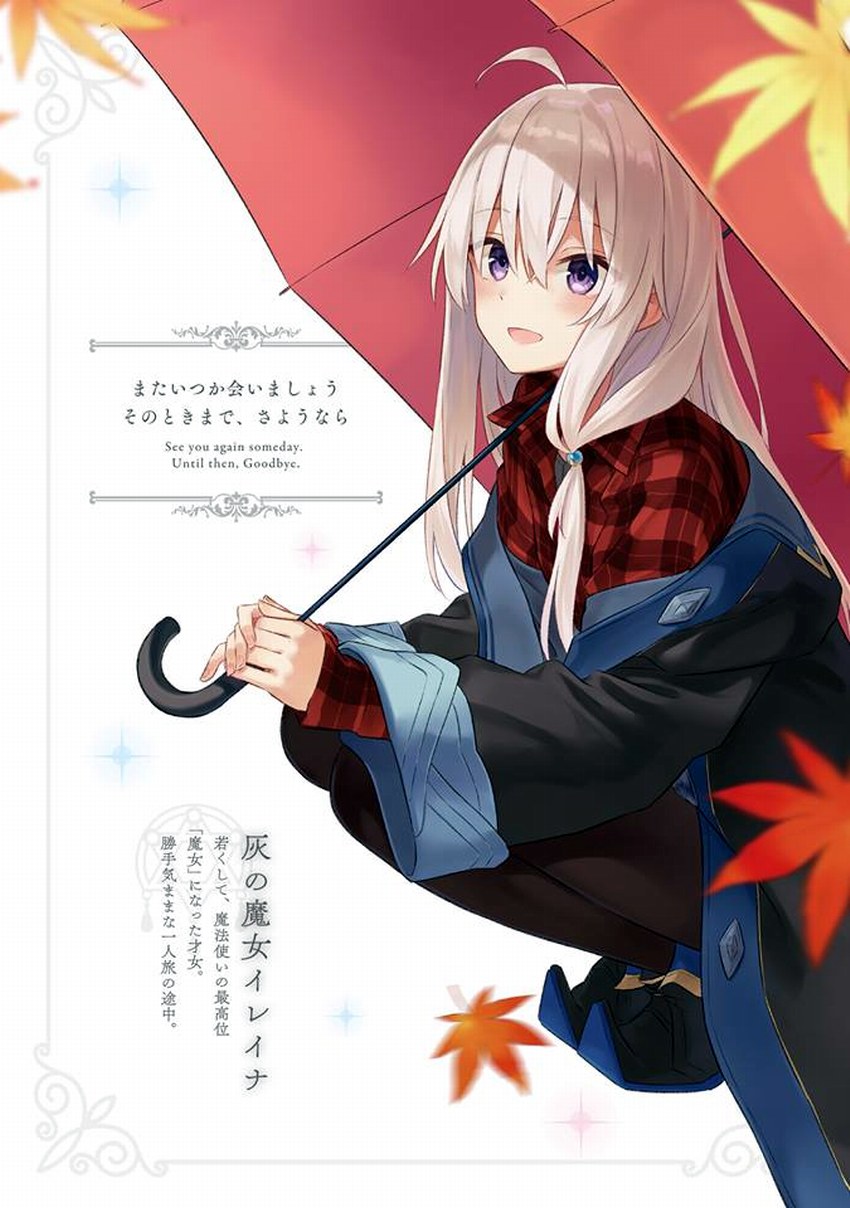 またいつか会いましょう
そのときまで、さようなら
See you again someday.
Until then, Goodbye.
灰の魔女イレイナ
若くして、魔法使いの最高位
「魔女」になった才女。
勝手気ままな一人旅の途中。